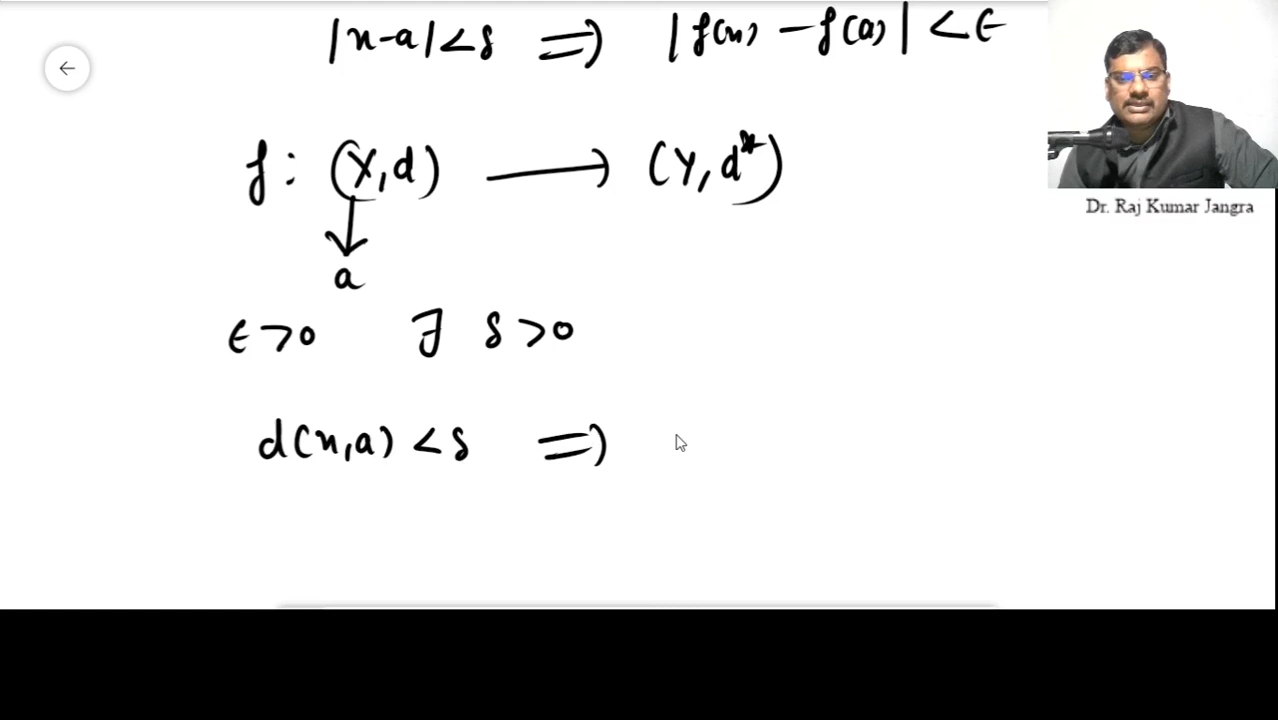 |x-a|<δ ⇒ |f(x) - f(a)| < ε
f: (X,d) ⟶ (Y, d*)
↓
a
ε>0 ∃ δ>0
d(x,a) < δ ⇒
Dr. Raj Kumar Jangra